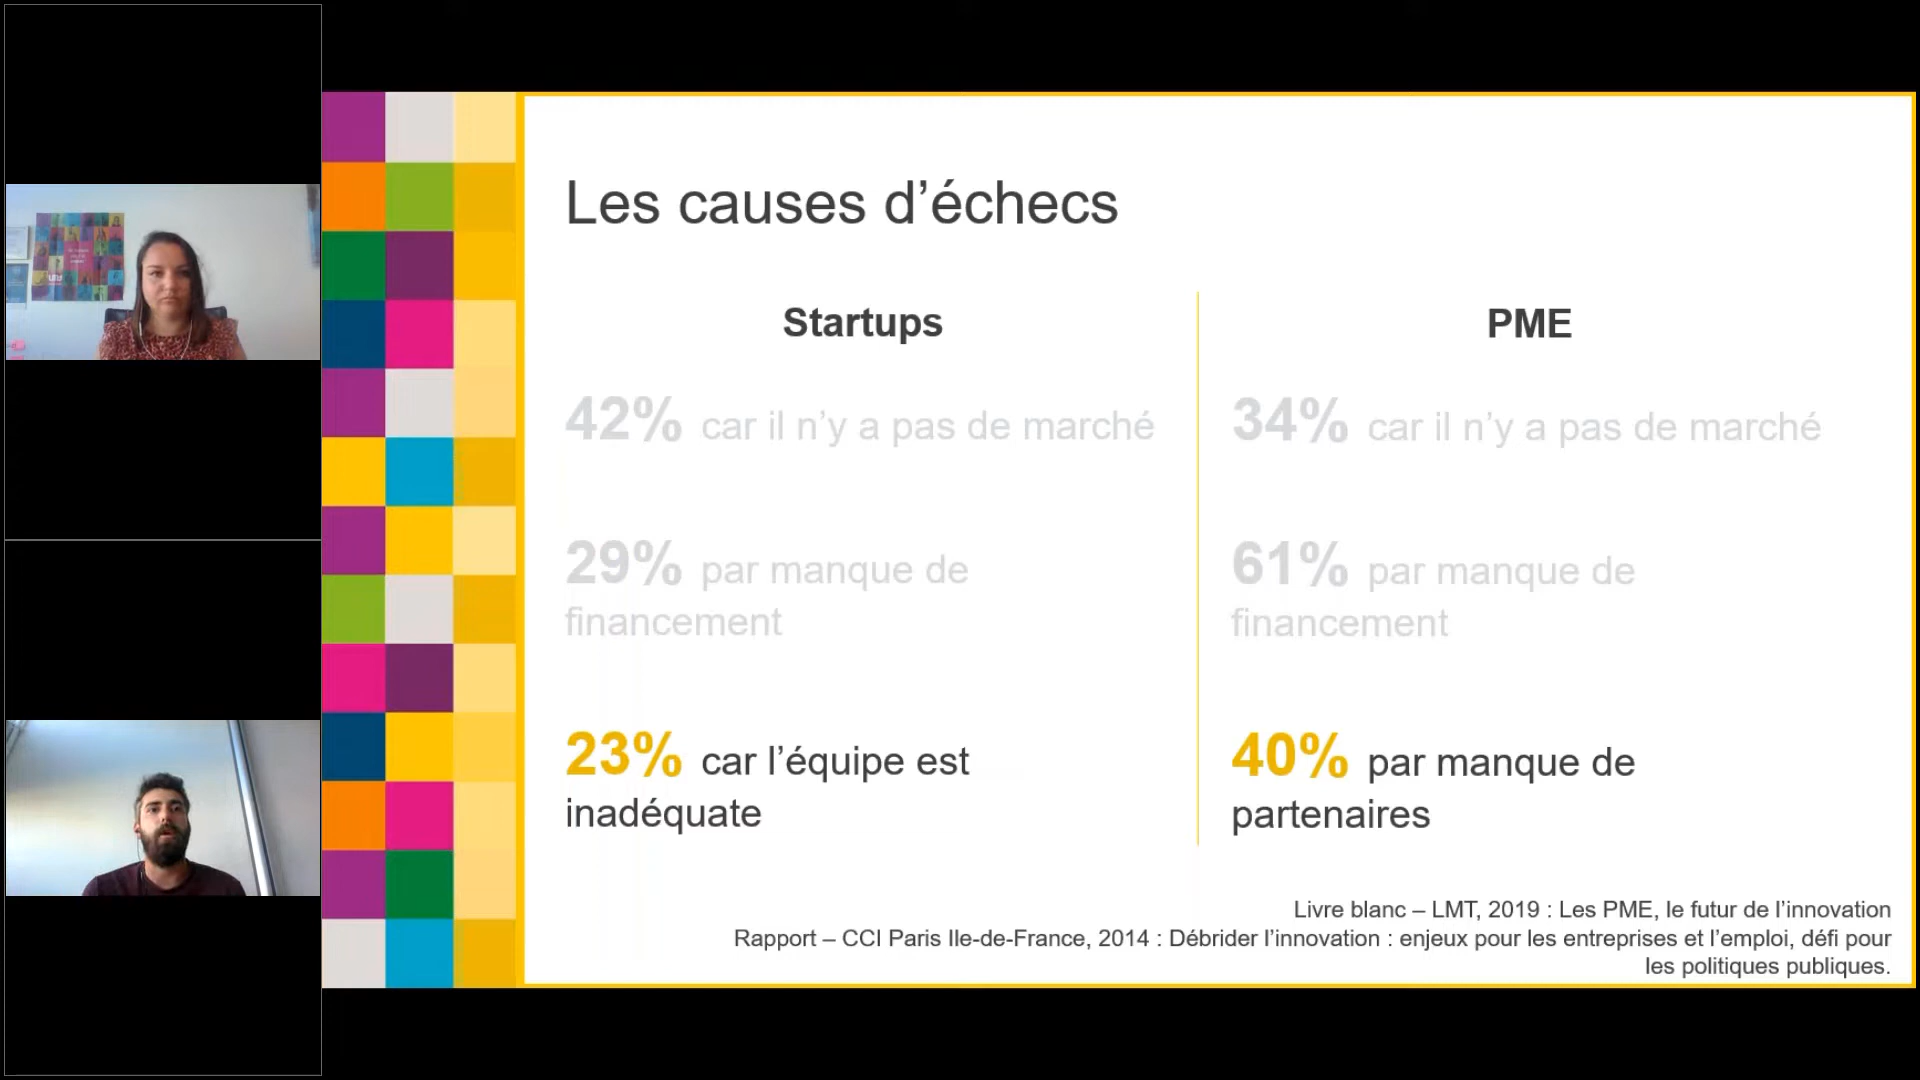 Les causes d’échecs
Startups
42% car il n’y a pas de marché
29% par manque de
financement
23% car l’équipe est
inadéquate
PME
34% car il n’y a pas de marché
61% par manque de
financement
40% par manque de
partenaires
Livre blanc – LMT, 2019 : Les PME, le futur de l’innovation
Rapport – CCI Paris Ile-de-France, 2014 : Débrider l’innovation : enjeux pour les entreprises et l’emploi, défi pour
les politiques publiques.